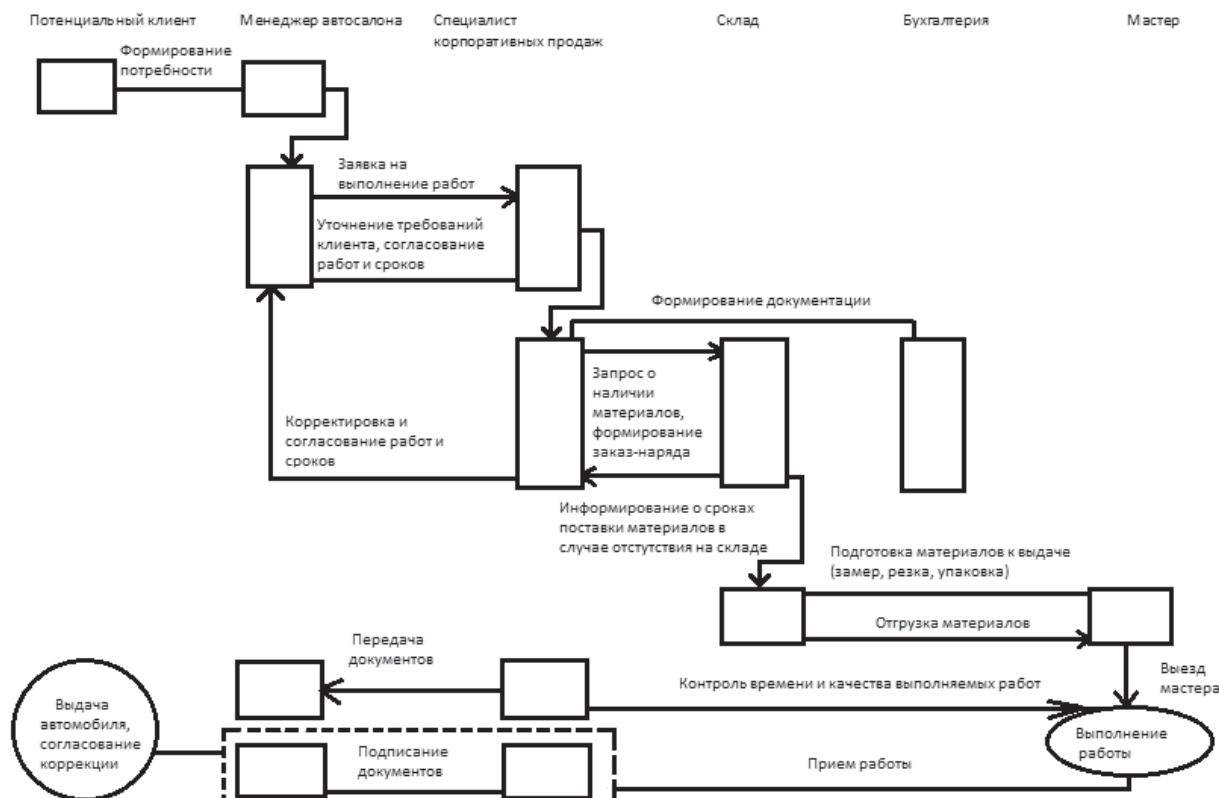 Потенциальный клиент
Менеджер автосалона
Специалист
корпоративных продаж
Склад
Бухгалтерия
Мастер
Формирование
потребности
Заявка на
выполнение работ
Уточнение требований
клиента, согласование
работ и сроков
Формирование документации
Запрос о
наличии
материалов,
формирование
заказ-наряда
Корректировка и
согласование работ и
сроков
Информирование о сроках
поставки материалов в
случае отстутствия на складе
Подготовка материалов к выдаче
(замер, резка, упаковка)
Отгрузка материалов
Передача
документов
Контроль времени и качества выполняемых работ
Выезд
мастера
Выдача
автомобиля,
согласование
коррекции
Подписание
документов
Прием работы
Выполнение
работы